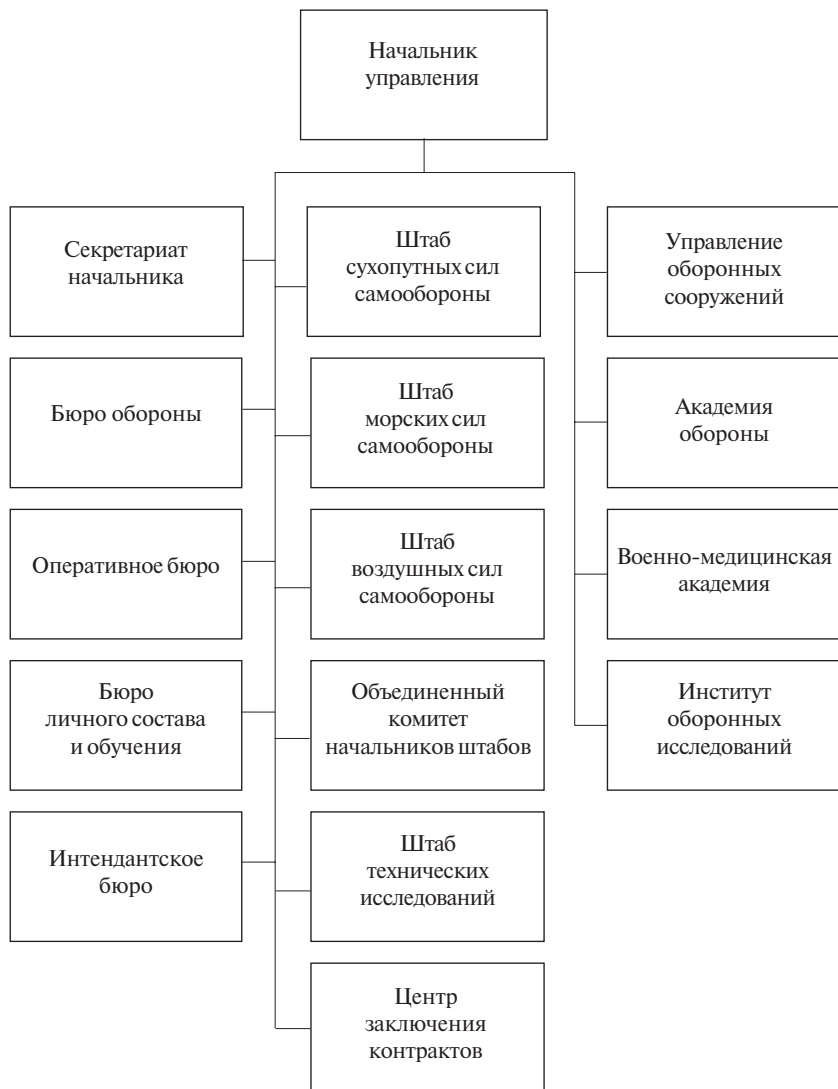 Начальник
управления
Секретариат
начальника
Штаб
сухопутных сил
самообороны
Управление
оборонных
сооружений
Бюро обороны
Штаб
морских сил
самообороны
Академия
обороны
Оперативное бюро
Штаб
воздушных сил
самообороны
Военно-медицинская
академия
Бюро
личного состава
и обучения
Объединенный
комитет
начальников штабов
Институт
оборонных
исследований
Интендантское
бюро
Штаб
технических
исследований
Центр
заключения
контрактов